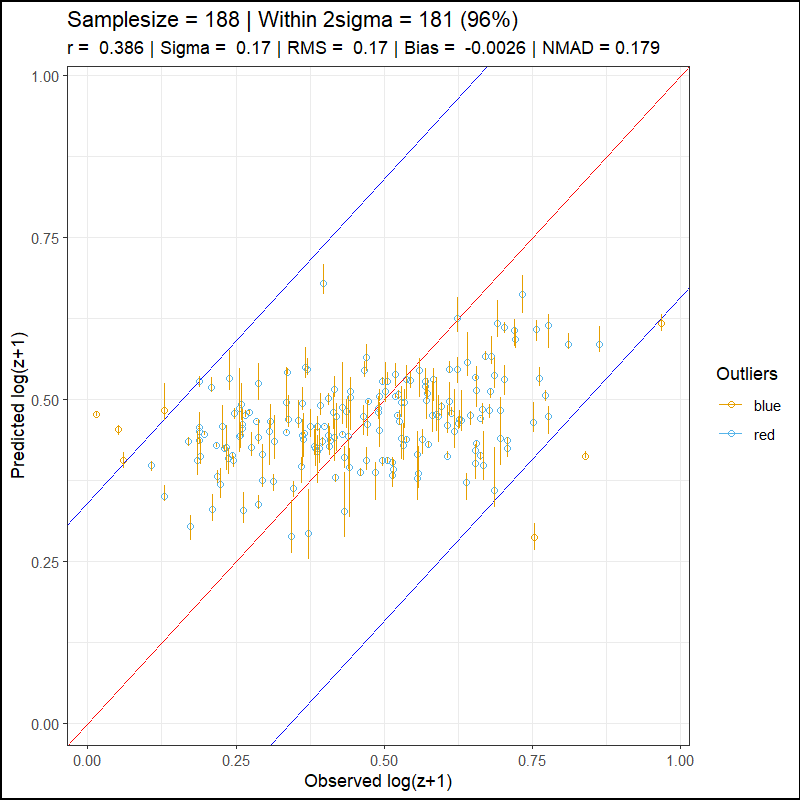 Samplesize = 188 | Within 2sigma = 181 (96%)
r = 0.386 | Sigma = 0.17 | RMS = 0.17 | Bias = -0.0026 | NMAD = 0.179
1.00
0.75
0.50
0.25
0.00
Predicted log(z+1)
0.00 0.25 0.50 0.75 1.00
Observed log(z+1)
Outliers
blue
red